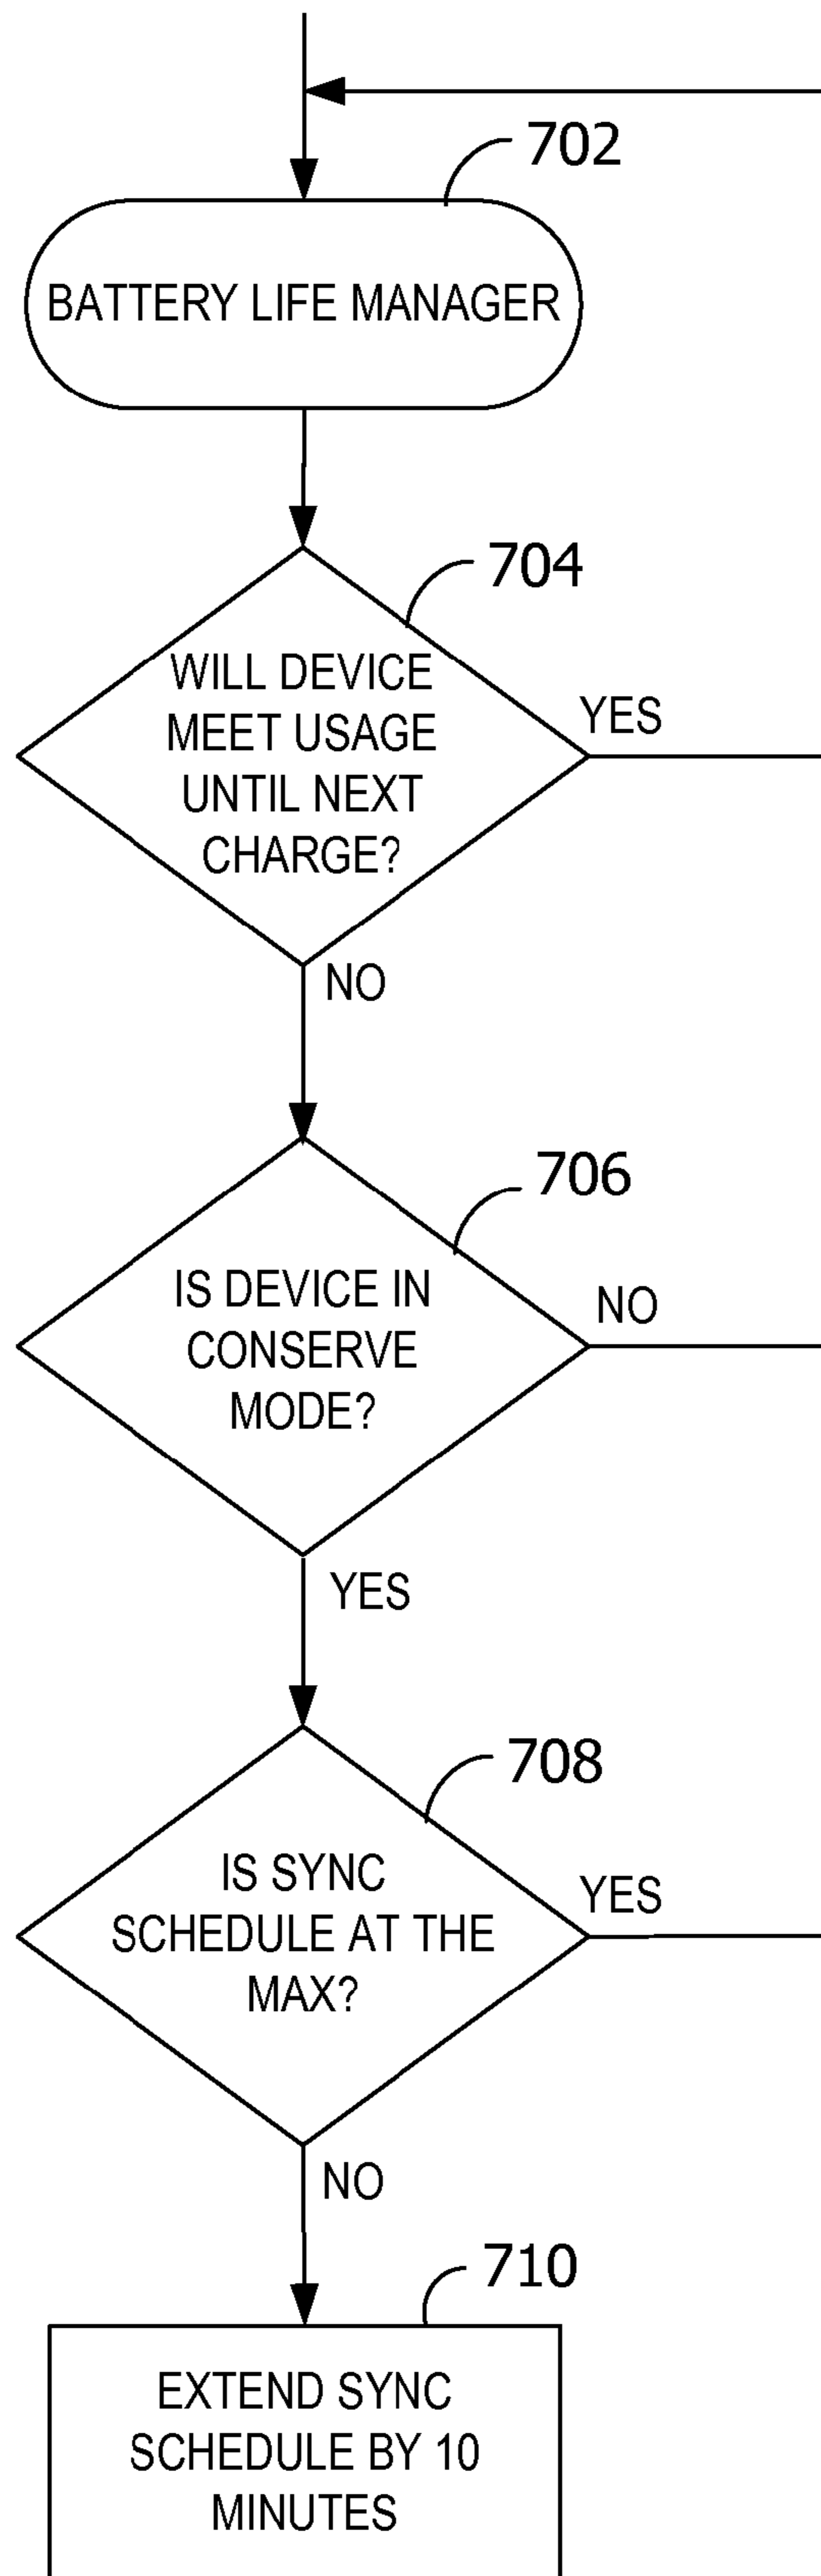 702
BATTERY LIFE MANAGER
704
WILL DEVICE
MEET USAGE
UNTIL NEXT
CHARGE?
YES
NO
706
IS DEVICE IN
CONSERVE
MODE?
NO
YES
708
IS SYNC
SCHEDULE AT THE
MAX?
YES
NO
710
EXTEND SYNC
SCHEDULE BY 10
MINUTES